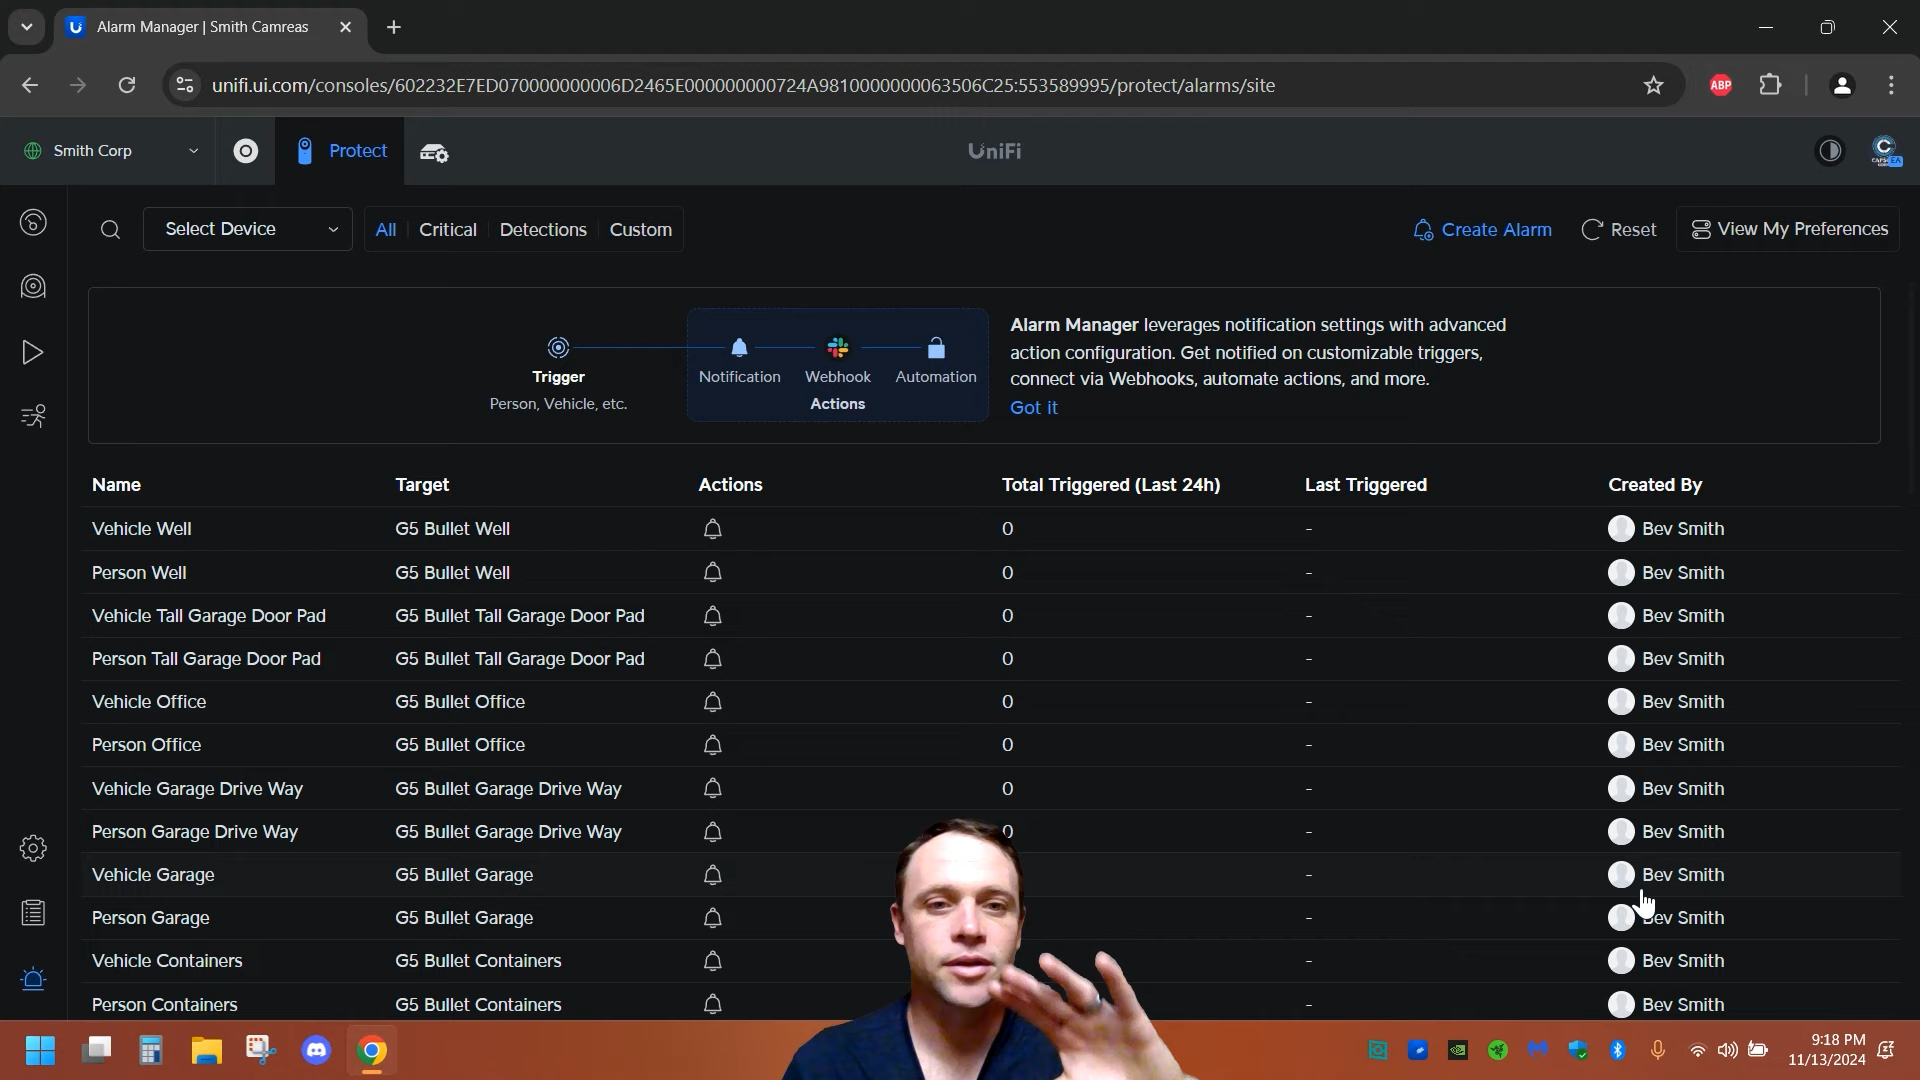 Alarm Manager | Smith Camreas
unifi.ui.com/consoles/602232E7ED070000000006D2465E000000000724A9810000000063506C25:553589995/protect/alarms/site
ABP
Smith Corp
Protect
UniFi
EA
Select Device
All Critical Detections Custom
Create Alarm
Reset
View My Preferences
Trigger
Person, Vehicle, etc.
Notification Webhook Automation
Actions
Alarm Manager leverages notification settings with advanced
action configuration. Get notified on customizable triggers,
connect via Webhooks, automate actions, and more.
Got it
Name Target Actions Total Triggered (Last 24h) Last Triggered Created By
Vehicle Well G5 Bullet Well 0 - Bev Smith
Person Well G5 Bullet Well 0 - Bev Smith
Vehicle Tall Garage Door Pad G5 Bullet Tall Garage Door Pad 0 - Bev Smith
Person Tall Garage Door Pad G5 Bullet Tall Garage Door Pad 0 - Bev Smith
Vehicle Office G5 Bullet Office 0 - Bev Smith
Person Office G5 Bullet Office 0 - Bev Smith
Vehicle Garage Drive Way G5 Bullet Garage Drive Way 0 - Bev Smith
Person Garage Drive Way G5 Bullet Garage Drive Way 0 - Bev Smith
Vehicle Garage G5 Bullet Garage - Bev Smith
Person Garage G5 Bullet Garage - Bev Smith
Vehicle Containers G5 Bullet Containers - Bev Smith
Person Containers G5 Bullet Containers - Bev Smith
9:18 PM
11/13/2024